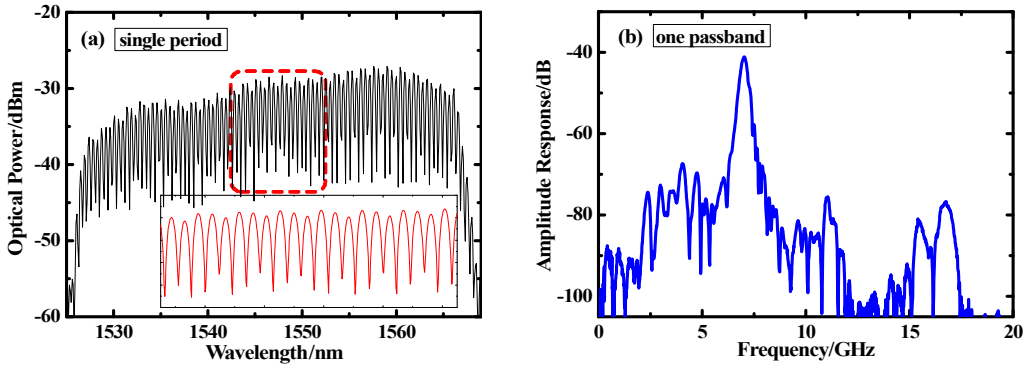 (a) single period
Optical Power/dBm
-20
-30
-40
-50
-60
1530 1540 1550 1560
Wavelength/nm
(b) one passband
Amplitude Response/dB
-40
-60
-80
-100
0 5 10 15 20
Frequency/GHz